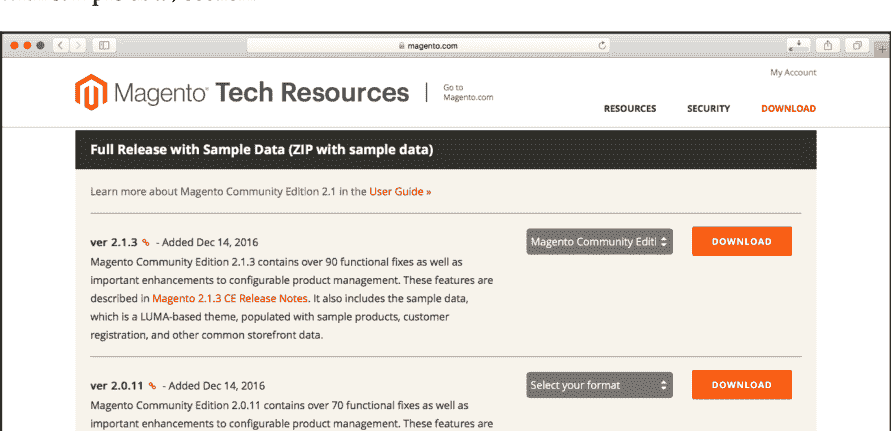 magento.com
My Account
Magento® Tech Resources
Go to
Magento.com
RESOURCES SECURITY DOWNLOAD
Full Release with Sample Data (ZIP with sample data)
Learn more about Magento Community Edition 2.1 in the User Guide »
ver 2.1.3 - Added Dec 14, 2016
Magento Community Editi
DOWNLOAD
Magento Community Edition 2.1.3 contains over 90 functional fixes as well as
important enhancements to configurable product management. These features are
described in Magento 2.1.3 CE Release Notes. It also includes the sample data,
which is a LUMA-based theme, populated with sample products, customer
registration, and other common storefront data.
ver 2.0.11 - Added Dec 14, 2016
Select your format
DOWNLOAD
Magento Community Edition 2.0.11 contains over 70 functional fixes as well as
important enhancements to configurable product management. These features are